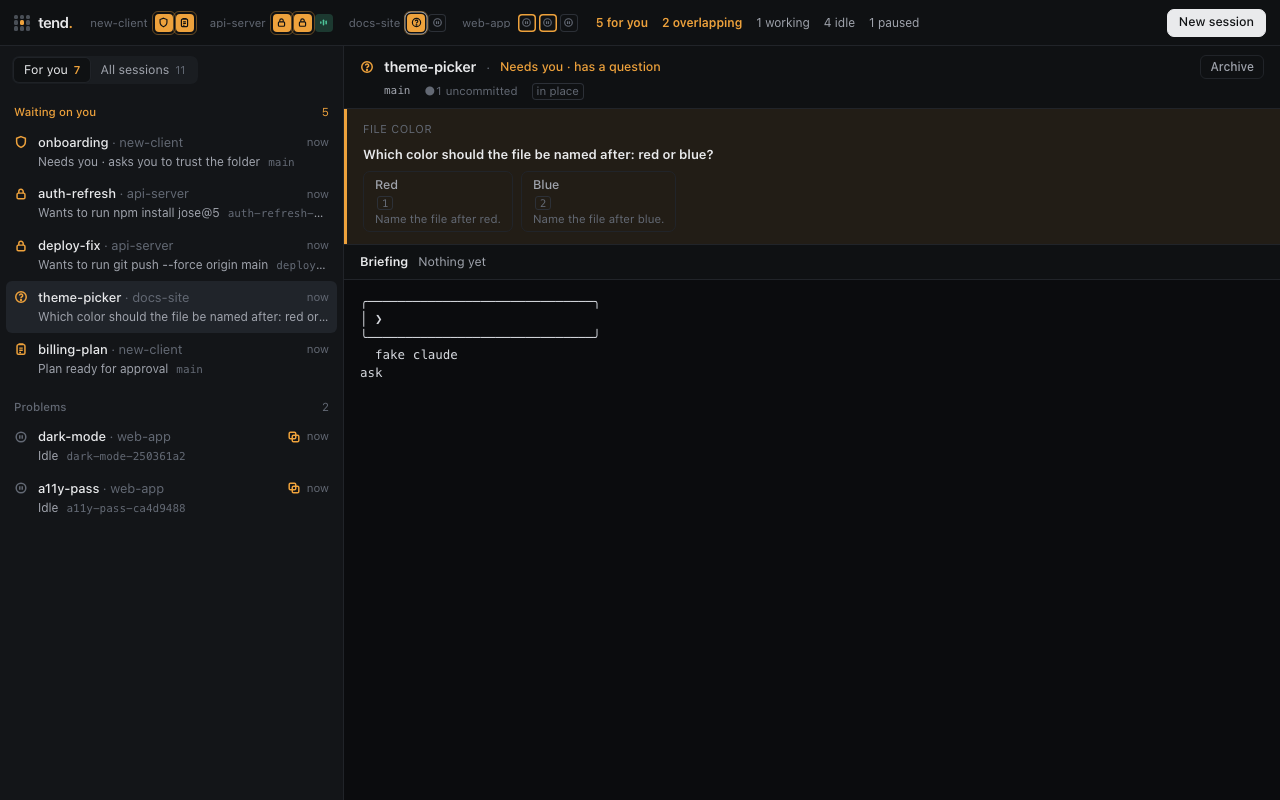 tend. new-client api-server docs-site web-app 5 for you 2 overlapping 1 working 4 idle 1 paused New session
For you 7 All sessions 11
Waiting on you 5
onboarding · new-client now
Needs you · asks you to trust the folder main
auth-refresh · api-server now
Wants to run npm install jose@5 auth-refresh-…
deploy-fix · api-server now
Wants to run git push --force origin main deploy…
theme-picker · docs-site now
Which color should the file be named after: red or…
billing-plan · new-client now
Plan ready for approval main
Problems 2
dark-mode · web-app now
Idle dark-mode-250361a2
a11y-pass · web-app now
Idle a11y-pass-ca4d9488
theme-picker · Needs you · has a question Archive
main 1 uncommitted in place
FILE COLOR
Which color should the file be named after: red or blue?
Red
1
Name the file after red.
Blue
2
Name the file after blue.
Briefing Nothing yet
❯
fake claude
ask